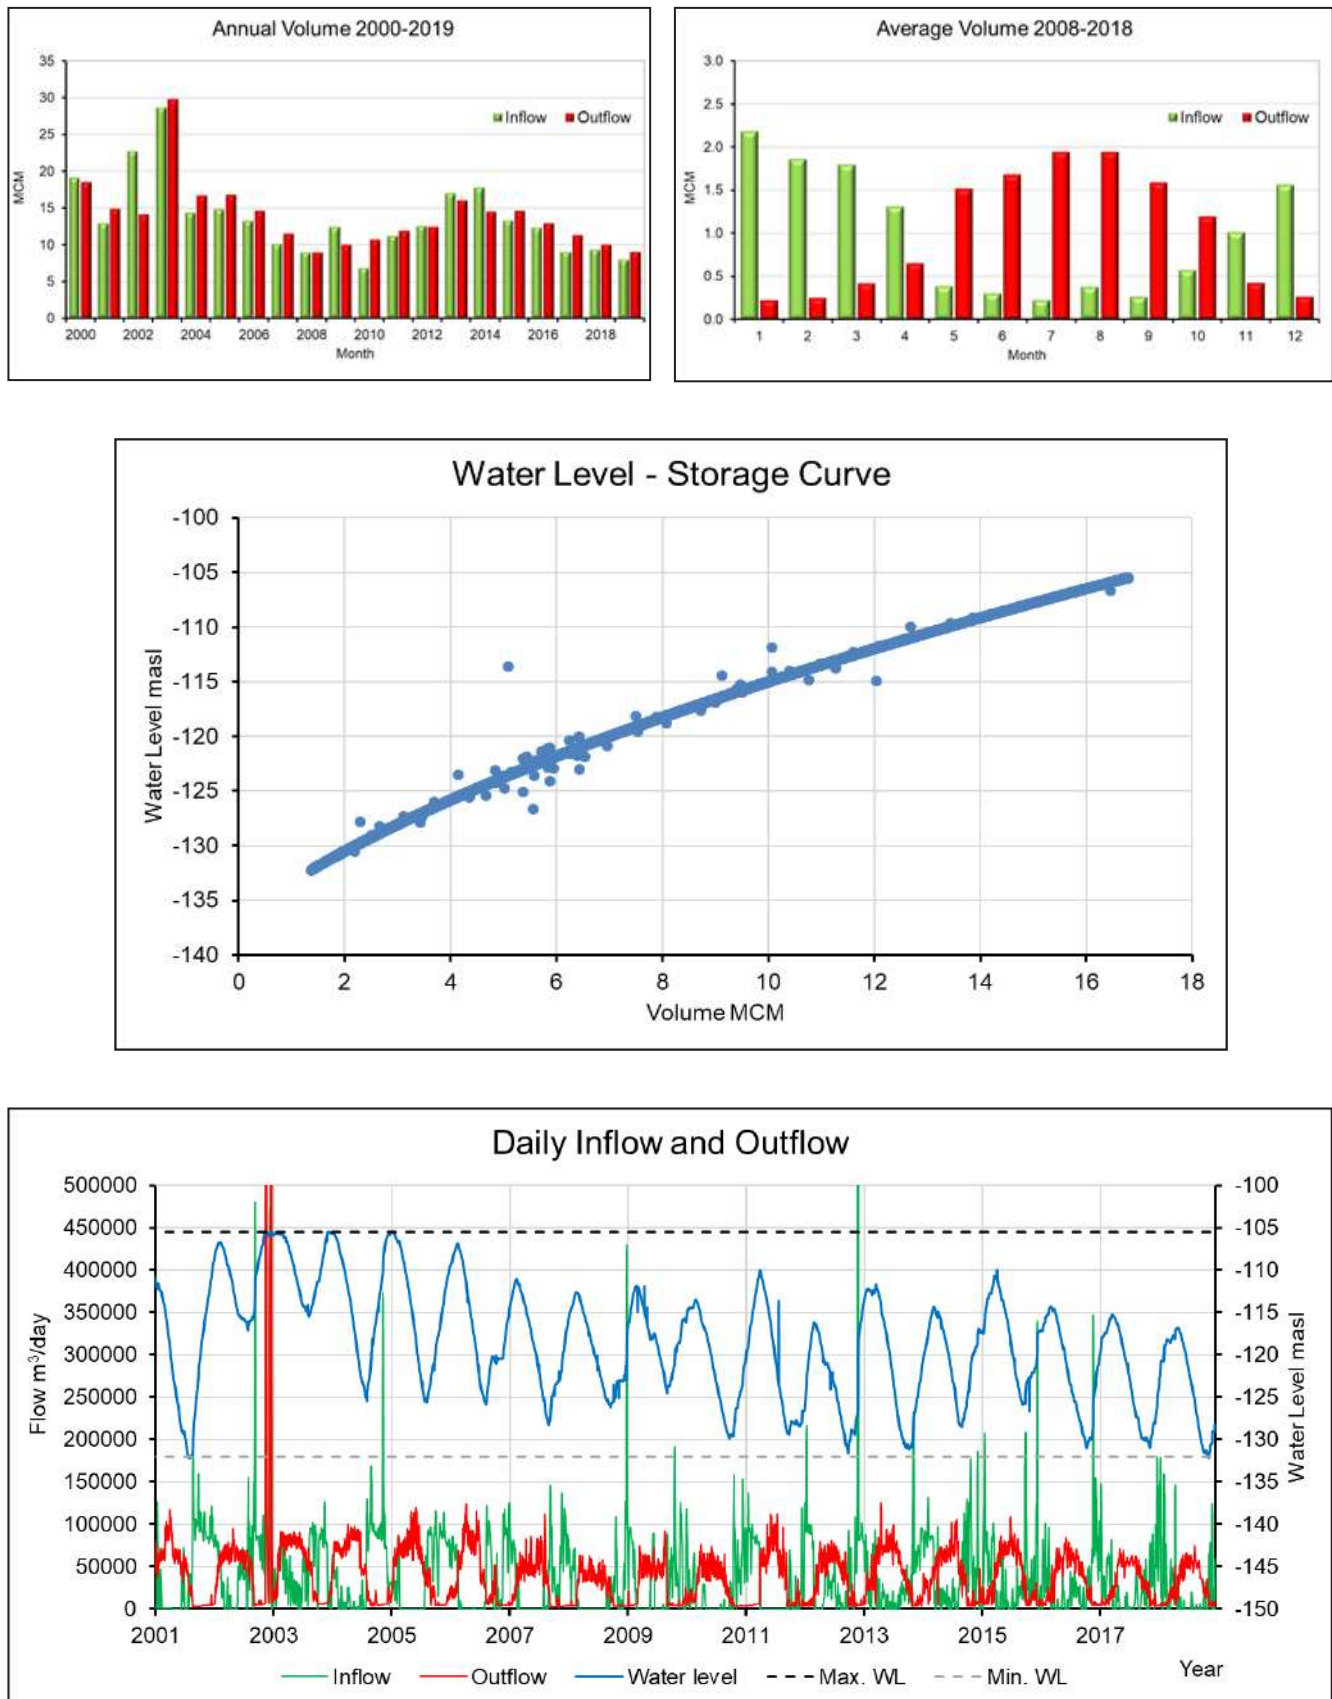 Annual Volume 2000-2019
35
30
25
20
15
10
5
0
MCM
Inflow Outflow
2000 2002 2004 2006 2008 2010 2012 2014 2016 2018
Month
Average Volume 2008-2018
3.0
2.5
2.0
1.5
1.0
0.5
0.0
MCM
Inflow Outflow
1 2 3 4 5 6 7 8 9 10 11 12
Month
Water Level - Storage Curve
-100
-105
-110
-115
-120
-125
-130
-135
-140
Water Level masl
0 2 4 6 8 10 12 14 16 18
Volume MCM
Daily Inflow and Outflow
500000
450000
400000
350000
300000
250000
200000
150000
100000
50000
0
Flow m³/day
-100
-105
-110
-115
-120
-125
-130
-135
-140
-145
-150
Water Level masl
2001 2003 2005 2007 2009 2011 2013 2015 2017
Year
Inflow Outflow Water level Max. WL Min. WL